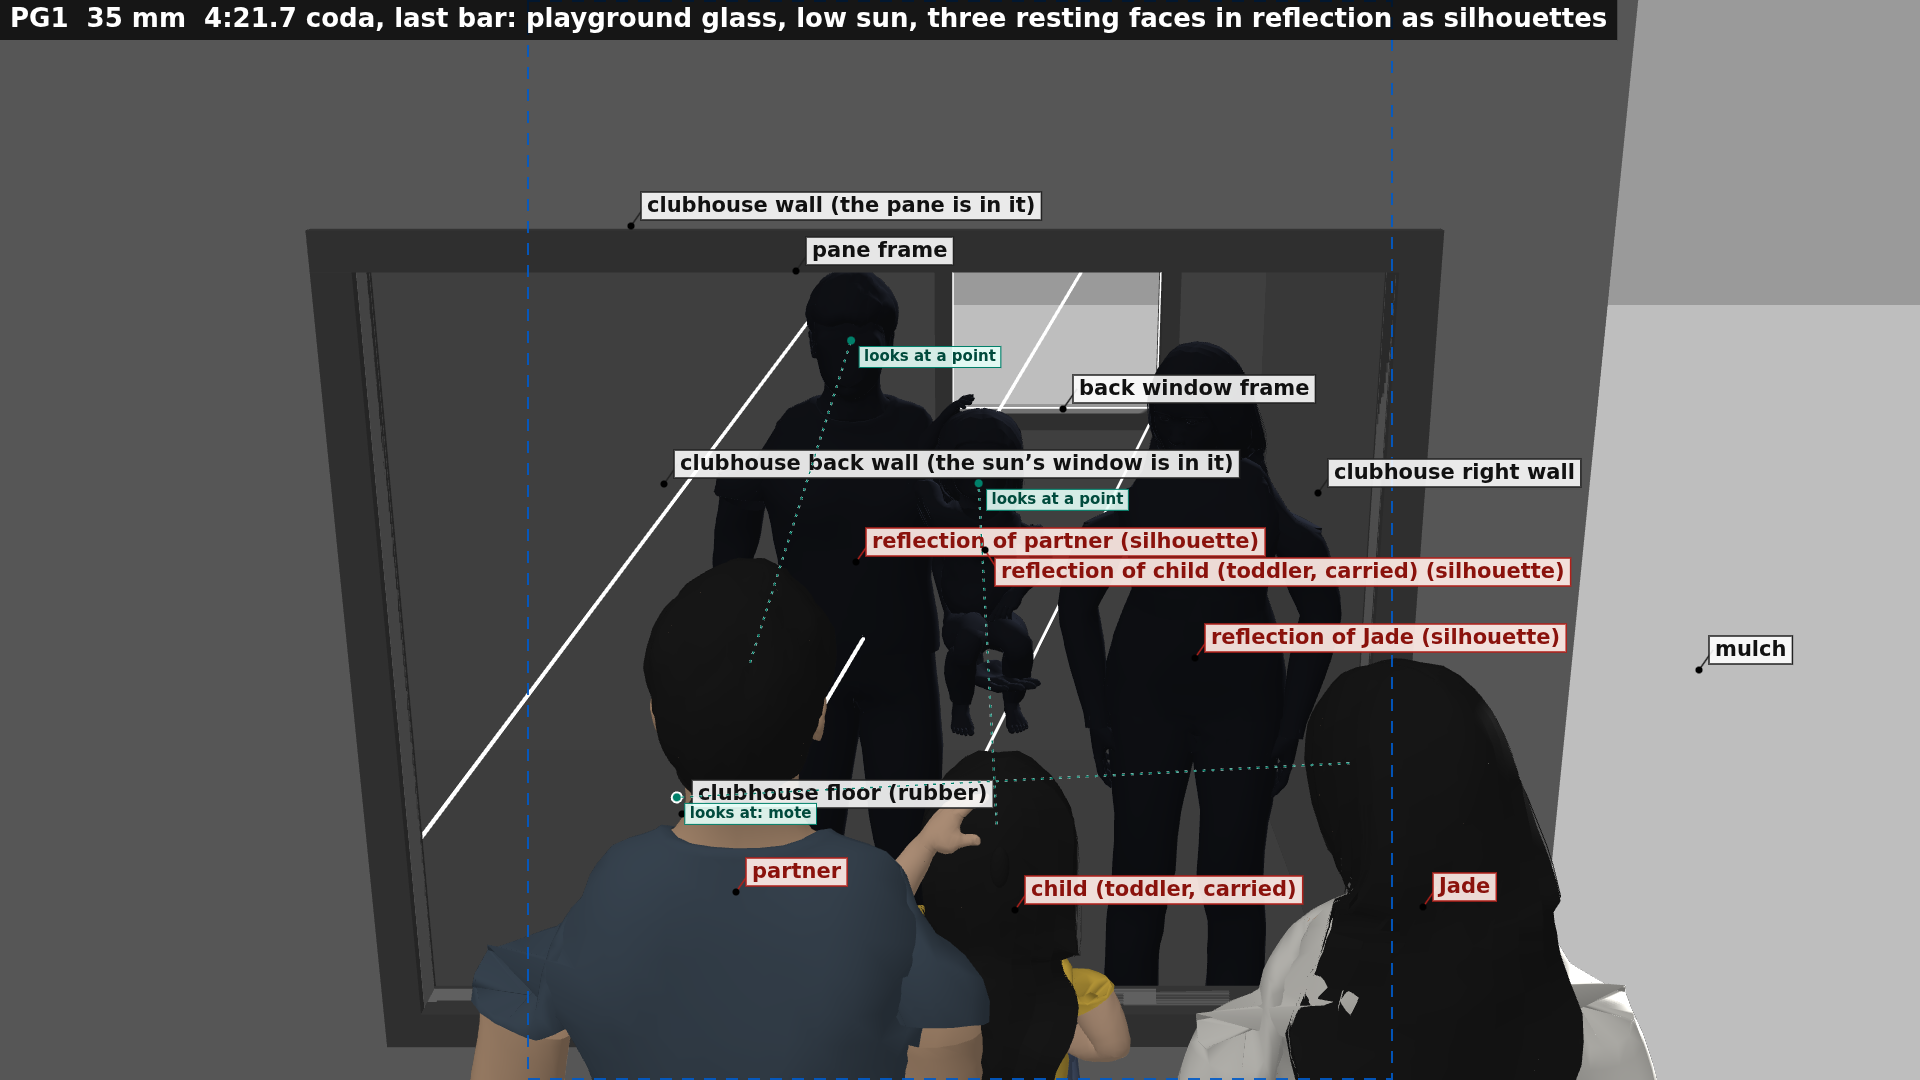 PG1 35 mm 4:21.7 coda, last bar: playground glass, low sun, three resting faces in reflection as silhouettes
clubhouse wall (the pane is in it)
pane frame
looks at a point
back window frame
clubhouse back wall (the sun’s window is in it)
clubhouse right wall
looks at a point
reflection of partner (silhouette)
reflection of child (toddler, carried) (silhouette)
reflection of Jade (silhouette)
mulch
clubhouse floor (rubber)
looks at: mote
partner
child (toddler, carried)
Jade